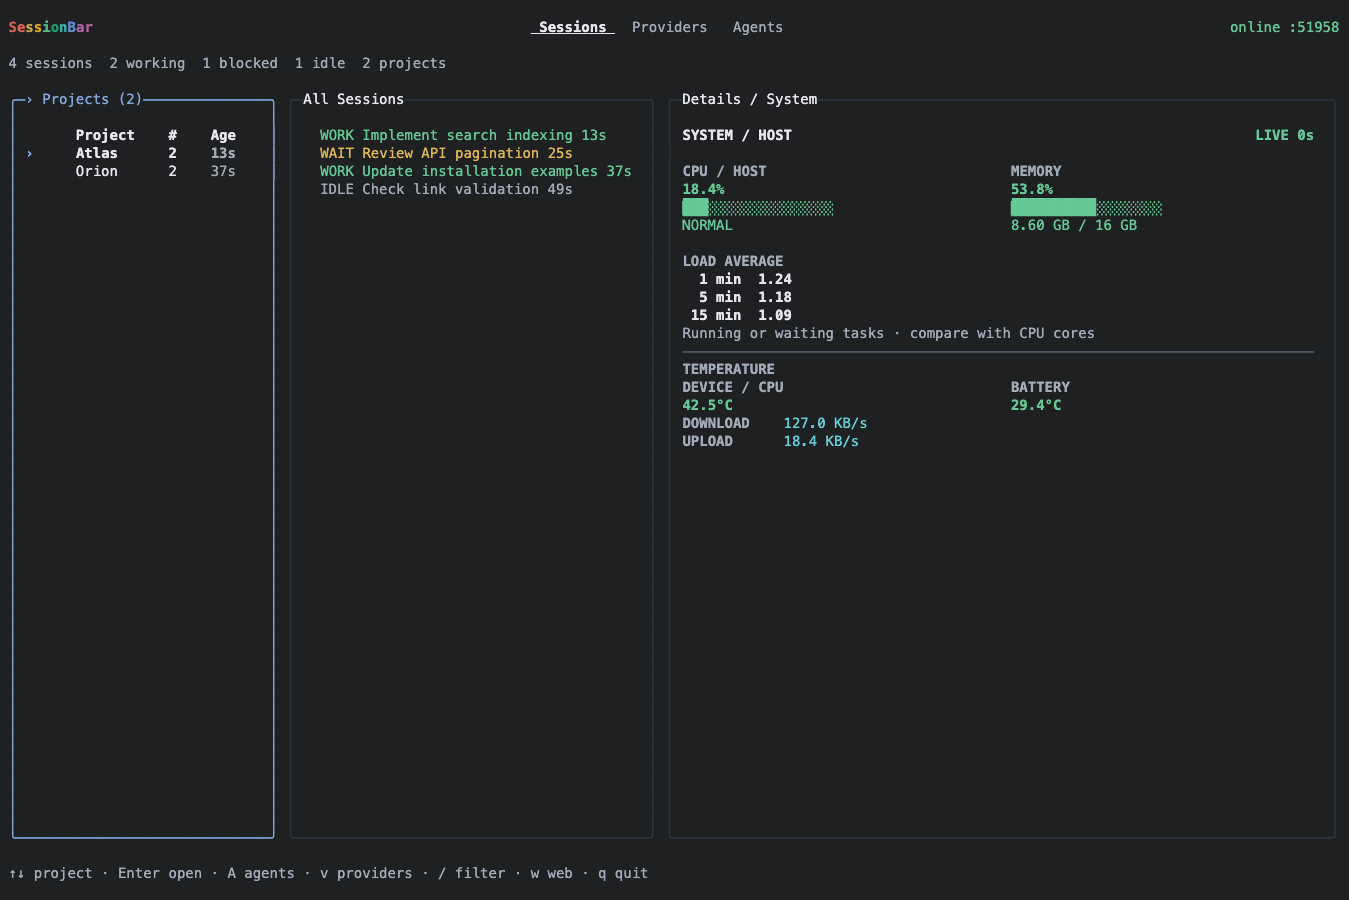 SessionBar Sessions Providers Agents online :51958
4 sessions 2 working 1 blocked 1 idle 2 projects
› Projects (2)
Project # Age
› Atlas 2 13s
Orion 2 37s
All Sessions
WORK Implement search indexing 13s
WAIT Review API pagination 25s
WORK Update installation examples 37s
IDLE Check link validation 49s
Details / System
SYSTEM / HOST LIVE 0s
CPU / HOST MEMORY
18.4% 53.8%
NORMAL 8.60 GB / 16 GB
LOAD AVERAGE
1 min 1.24
5 min 1.18
15 min 1.09
Running or waiting tasks · compare with CPU cores
TEMPERATURE
DEVICE / CPU BATTERY
42.5°C 29.4°C
DOWNLOAD 127.0 KB/s
UPLOAD 18.4 KB/s
↑↓ project · Enter open · A agents · v providers · / filter · w web · q quit